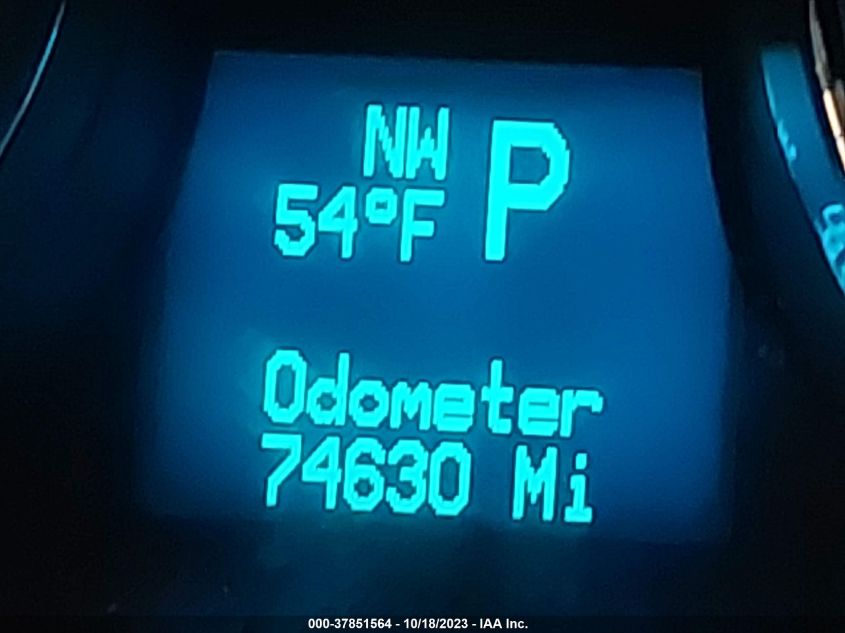 NW P
54°F
Odometer
74630 Mi
000-37851564 - 10/18/2023 - IAA Inc.